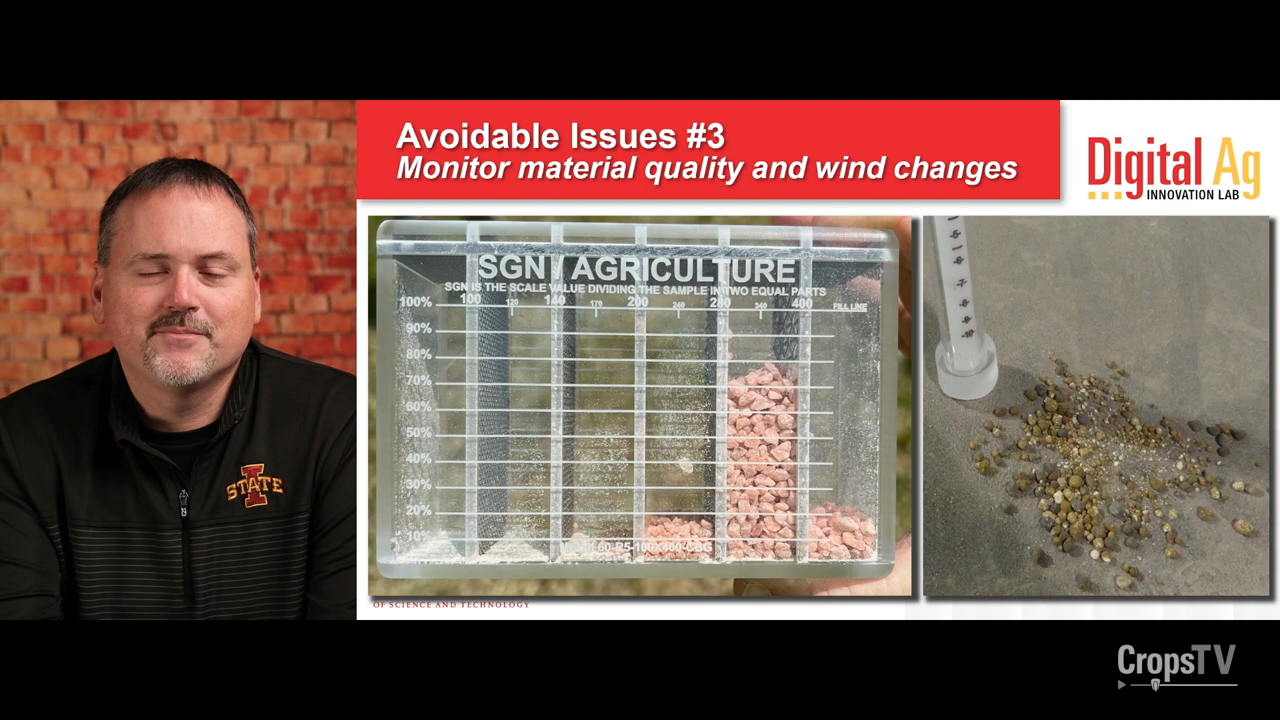 Avoidable Issues #3
Monitor material quality and wind changes
Digital Ag
INNOVATION LAB
SGN / AGRICULTURE
SGN IS THE SCALE VALUE DIVIDING THE SAMPLE IN TWO EQUAL PARTS
100 140 200 280 400
120 170 240 340 FILL LINE
100%
90%
80%
70%
60%
50%
40%
30%
20%
10%
STATE
OF SCIENCE AND TECHNOLOGY
CropsTV